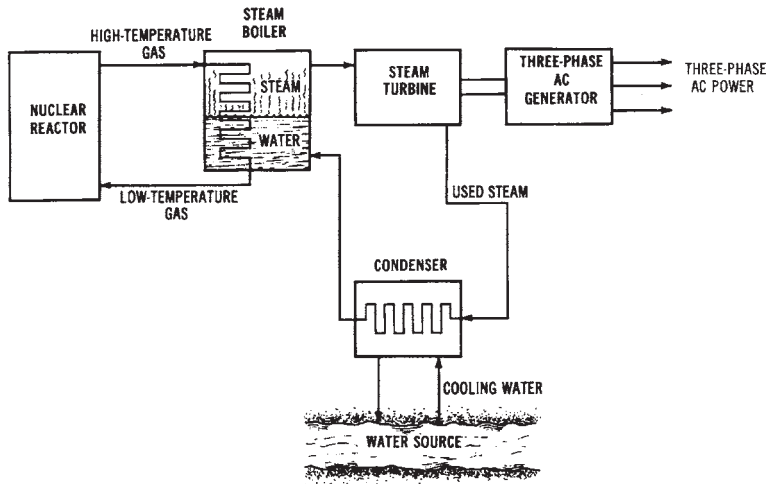 STEAM
BOILER
HIGH-TEMPERATURE
GAS
NUCLEAR
REACTOR
STEAM
WATER
LOW-TEMPERATURE
GAS
STEAM
TURBINE
THREE-PHASE
AC
GENERATOR
THREE-PHASE
AC POWER
USED STEAM
CONDENSER
COOLING WATER
WATER SOURCE